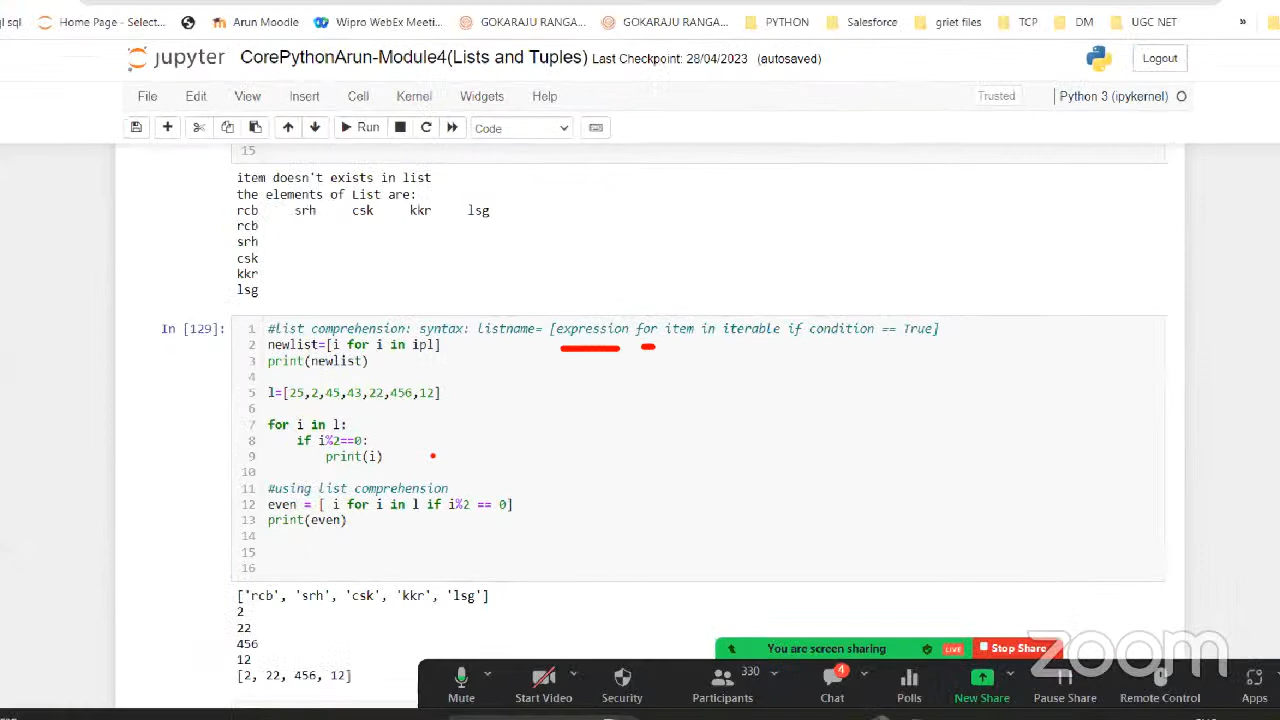 ql sql Home Page - Select... Arun Moodle Wipro WebEx Meeti... GOKARAJU RANGA... GOKARAJU RANGA... PYTHON Salesforce griet files TCP DM UGC NET »
jupyter CorePythonArun-Module4(Lists and Tuples) Last Checkpoint: 28/04/2023 (autosaved) Logout
File Edit View Insert Cell Kernel Widgets Help Trusted Python 3 (ipykernel)
Run Code
15
item doesn't exists in list
the elements of List are:
rcb srh csk kkr lsg
rcb
srh
csk
kkr
lsg
In [129]: 1 #list comprehension: syntax: listname= [expression for item in iterable if condition == True]
2 newlist=[i for i in ipl]
3 print(newlist)
4
5 l=[25,2,45,43,22,456,12]
6
7 for i in l:
8 if i%2==0:
9 print(i)
10
11 #using list comprehension
12 even = [ i for i in l if i%2 == 0]
13 print(even)
14
15
16
['rcb', 'srh', 'csk', 'kkr', 'lsg']
2
22
456
12
[2, 22, 456, 12]
You are screen sharing LIVE Stop Share
zoom
Mute Start Video Security Participants 330 Chat 4 Polls New Share Pause Share Remote Control Apps